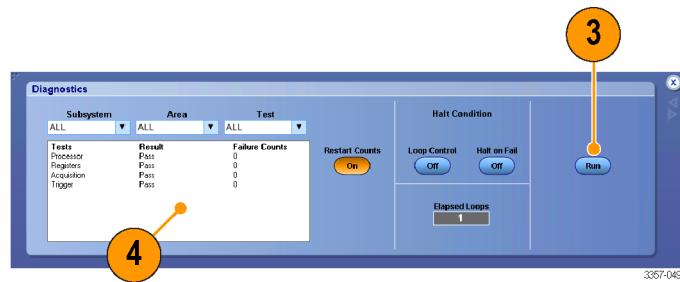 3
Diagnostics
x
Subsystem Area Test Halt Condition
ALL ALL ALL
Tests Result Failure Counts Restart Counts Loop Control Halt on Fail
Processor Pass 0
Registers Pass 0
Acquisition Pass 0
Trigger Pass 0
On Off Off Run
Elapsed Loops
1
4
3357-049